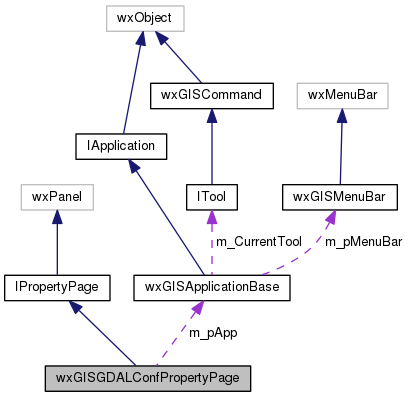 wxObject
wxGISCommand
wxMenuBar
IApplication
wxPanel
ITool
wxGISMenuBar
m_CurrentTool
m_pMenuBar
IPropertyPage
wxGISApplicationBase
m_pApp
wxGISGDALConfPropertyPage